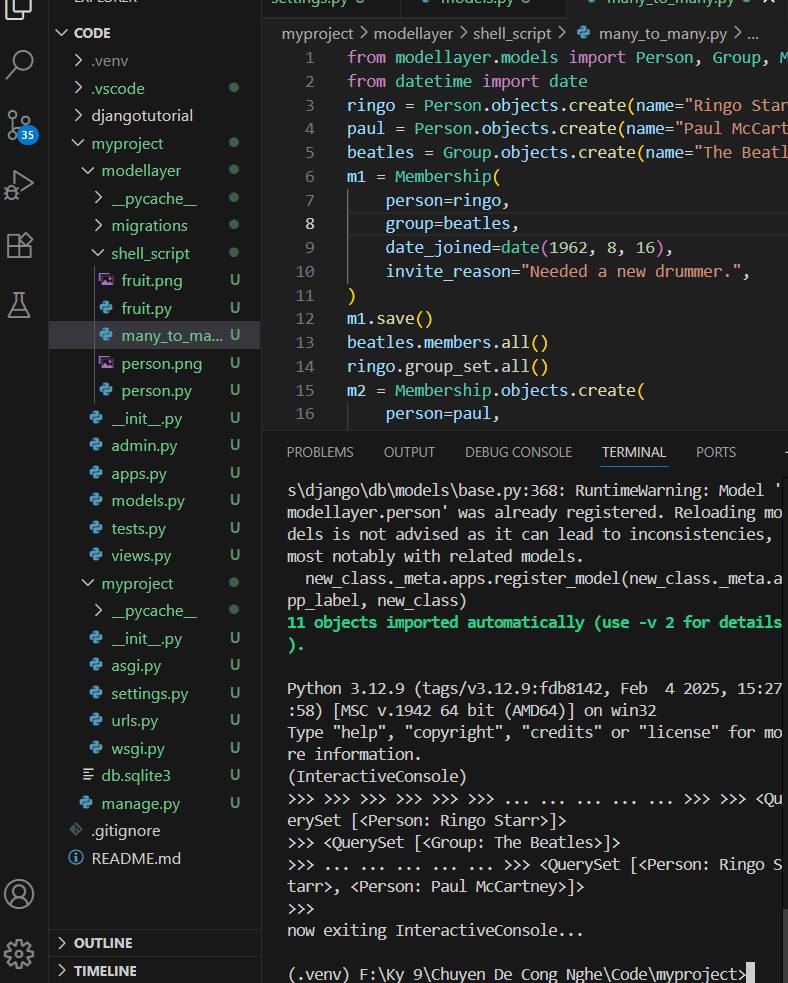 EXPLORER
CODE
.venv
.vscode
djangotutorial
myproject
modellayer
__pycache__
migrations
shell_script
fruit.png U
fruit.py U
many_to_ma... U
person.png U
person.py U
__init__.py U
admin.py U
apps.py U
models.py U
tests.py U
views.py U
myproject
__pycache__
__init__.py U
asgi.py U
settings.py U
urls.py U
wsgi.py U
db.sqlite3 U
manage.py U
.gitignore
README.md
OUTLINE
TIMELINE
35
settings.py models.py many_to_many.py
myproject > modellayer > shell_script > many_to_many.py > ...
1 from modellayer.models import Person, Group, M
2 from datetime import date
3 ringo = Person.objects.create(name="Ringo Star
4 paul = Person.objects.create(name="Paul McCart
5 beatles = Group.objects.create(name="The Beatl
6 m1 = Membership(
7 person=ringo,
8 group=beatles,
9 date_joined=date(1962, 8, 16),
10 invite_reason="Needed a new drummer.",
11 )
12 m1.save()
13 beatles.members.all()
14 ringo.group_set.all()
15 m2 = Membership.objects.create(
16 person=paul,
PROBLEMS OUTPUT DEBUG CONSOLE TERMINAL PORTS
s\django\db\models\base.py:368: RuntimeWarning: Model '
modellayer.person' was already registered. Reloading mo
dels is not advised as it can lead to inconsistencies,
most notably with related models.
new_class._meta.apps.register_model(new_class._meta.a
pp_label, new_class)
11 objects imported automatically (use -v 2 for details
).
Python 3.12.9 (tags/v3.12.9:fdb8142, Feb  4 2025, 15:27
:58) [MSC v.1942 64 bit (AMD64)] on win32
Type "help", "copyright", "credits" or "license" for mo
re information.
(InteractiveConsole)
>>> >>> >>> >>> >>> >>> ... ... ... ... ... >>> >>> <Qu
erySet [<Person: Ringo Starr>]>
>>> <QuerySet [<Group: The Beatles>]>
>>> ... ... ... ... ... >>> <QuerySet [<Person: Ringo S
tarr>, <Person: Paul McCartney>]>
>>>
now exiting InteractiveConsole...
(.venv) F:\Ky 9\Chuyen De Cong Nghe\Code\myproject>